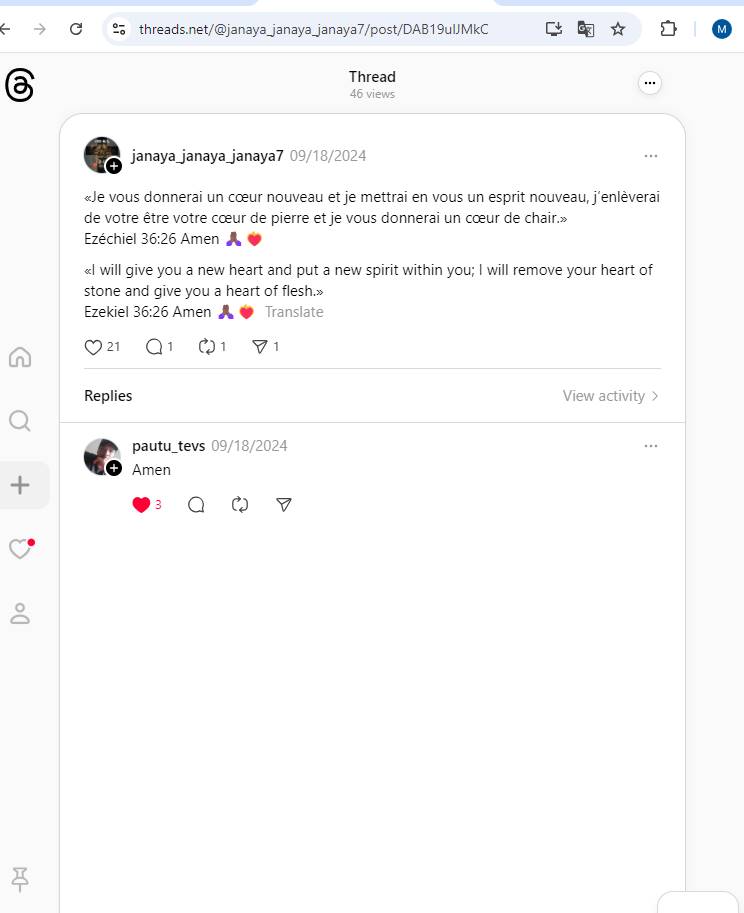 threads.net/@janaya_janaya_janaya7/post/DAB19ulJMkC
M
Thread
46 views
janaya_janaya_janaya7 09/18/2024
«Je vous donnerai un cœur nouveau et je mettrai en vous un esprit nouveau, j’enlèverai
de votre être votre cœur de pierre et je vous donnerai un cœur de chair.»
Ezéchiel 36:26 Amen 🙏🏾 ❤️‍🔥
«I will give you a new heart and put a new spirit within you; I will remove your heart of
stone and give you a heart of flesh.»
Ezekiel 36:26 Amen 🙏🏾 ❤️‍🔥 Translate
21 1 1 1
Replies View activity
pautu_tevs 09/18/2024
Amen
3